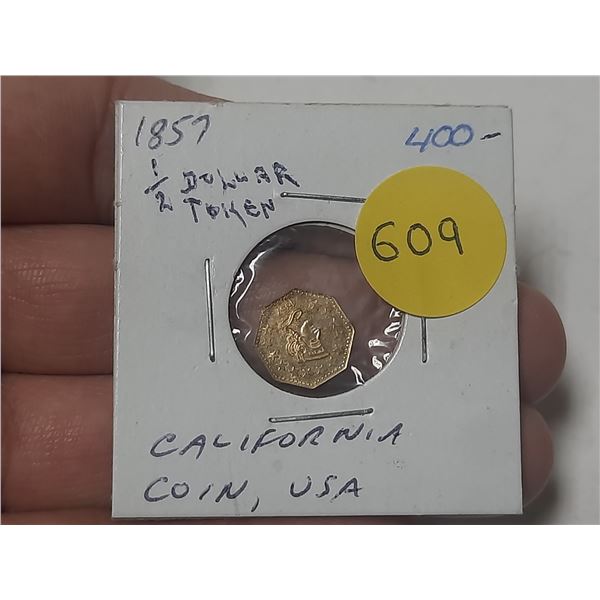 1857
400-
1/2 DOLLAR
TOKEN
609
CALIFORNIA
COIN, USA